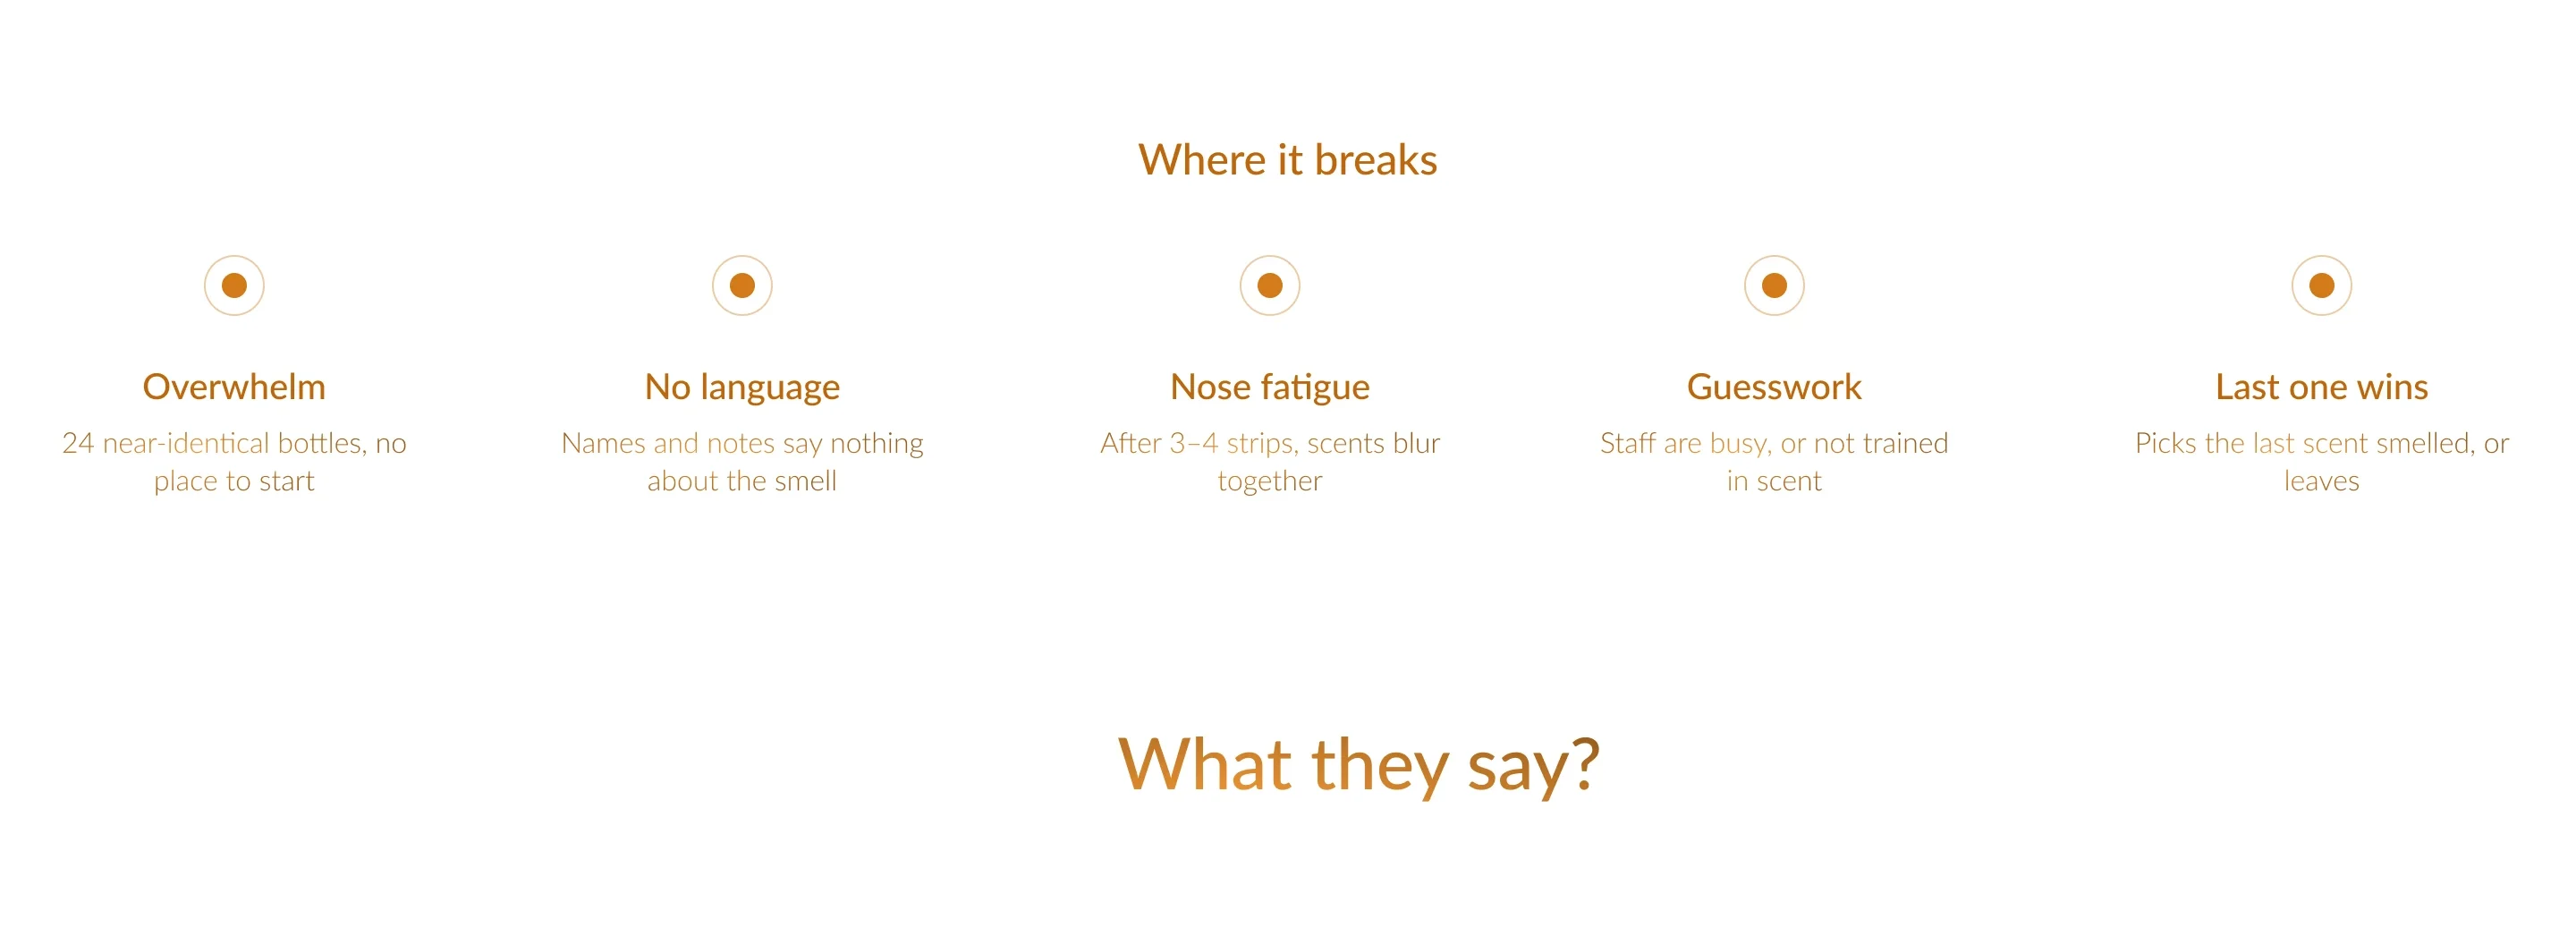 Where it breaks
Overwhelm
24 near-identical bottles, no
place to start
No language
Names and notes say nothing
about the smell
Nose fatigue
After 3–4 strips, scents blur
together
Guesswork
Staff are busy, or not trained
in scent
Last one wins
Picks the last scent smelled, or
leaves
What they say?